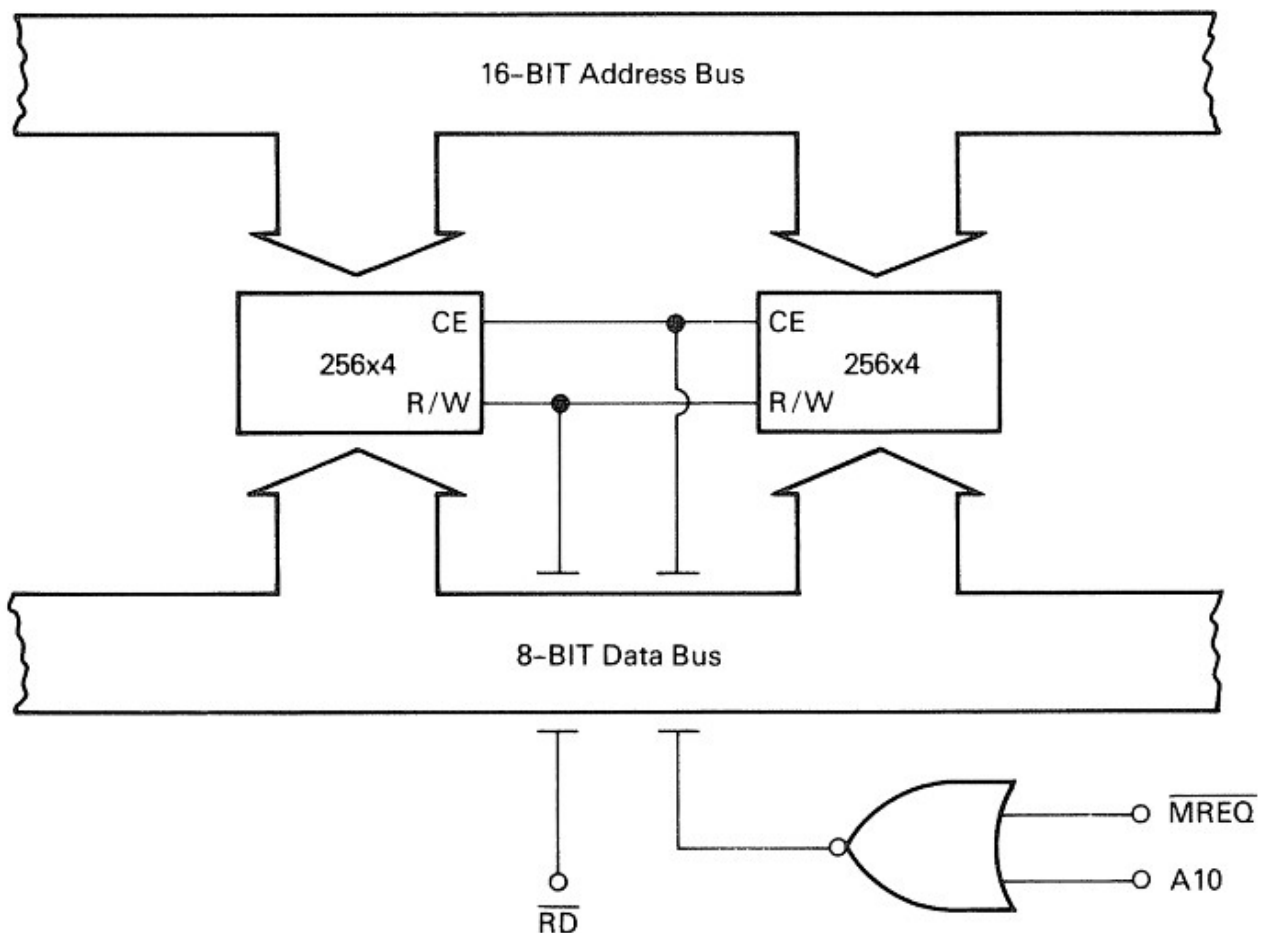 16-BIT Address Bus
CE
CE
256x4
256x4
R/W
R/W
8-BIT Data Bus
MREQ
A10
RD